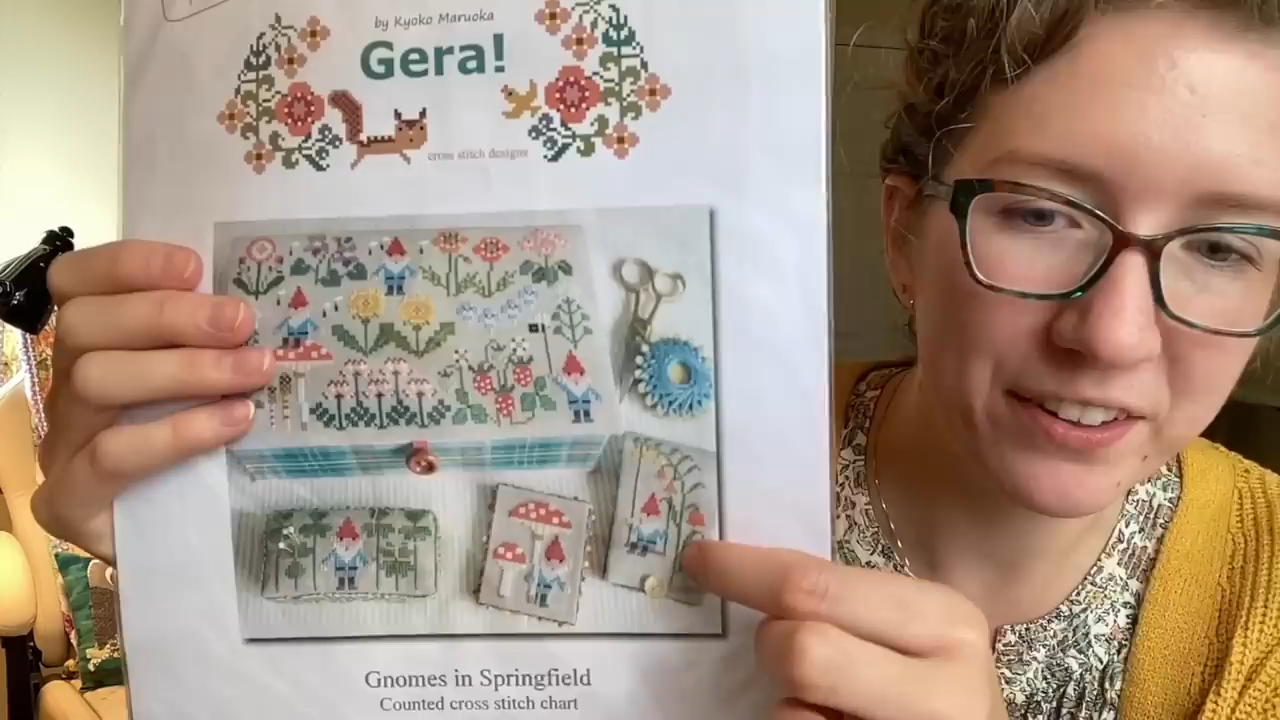 by Kyoko Maruoka
Gera!
cross stitch designs
Gnomes in Springfield
Counted cross stitch chart